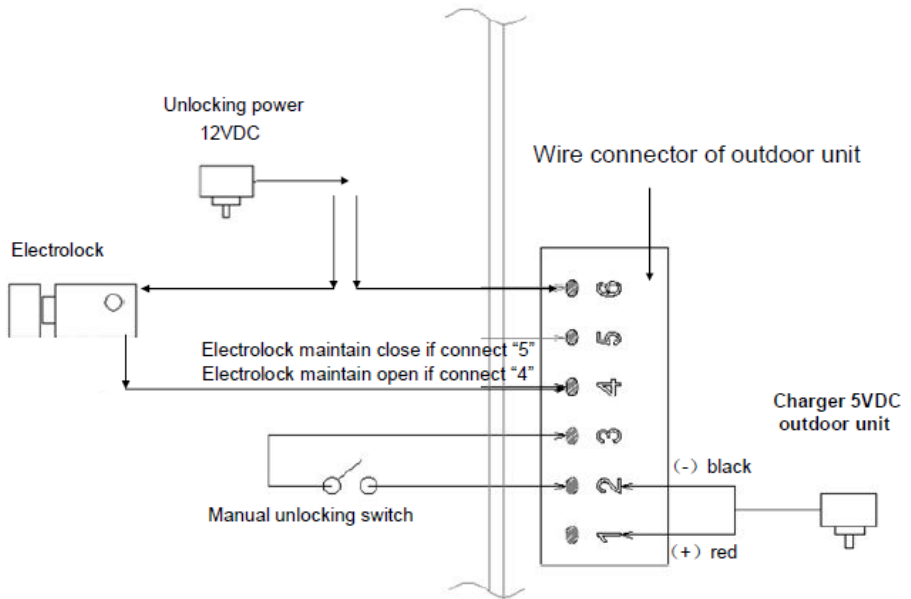 Unlocking power
12VDC
Wire connector of outdoor unit
Electrolock
6
5
Electrolock maintain close if connect “5”
Electrolock maintain open if connect “4”
4
Charger 5VDC
outdoor unit
3
(-) black
2
Manual unlocking switch
1
(+) red